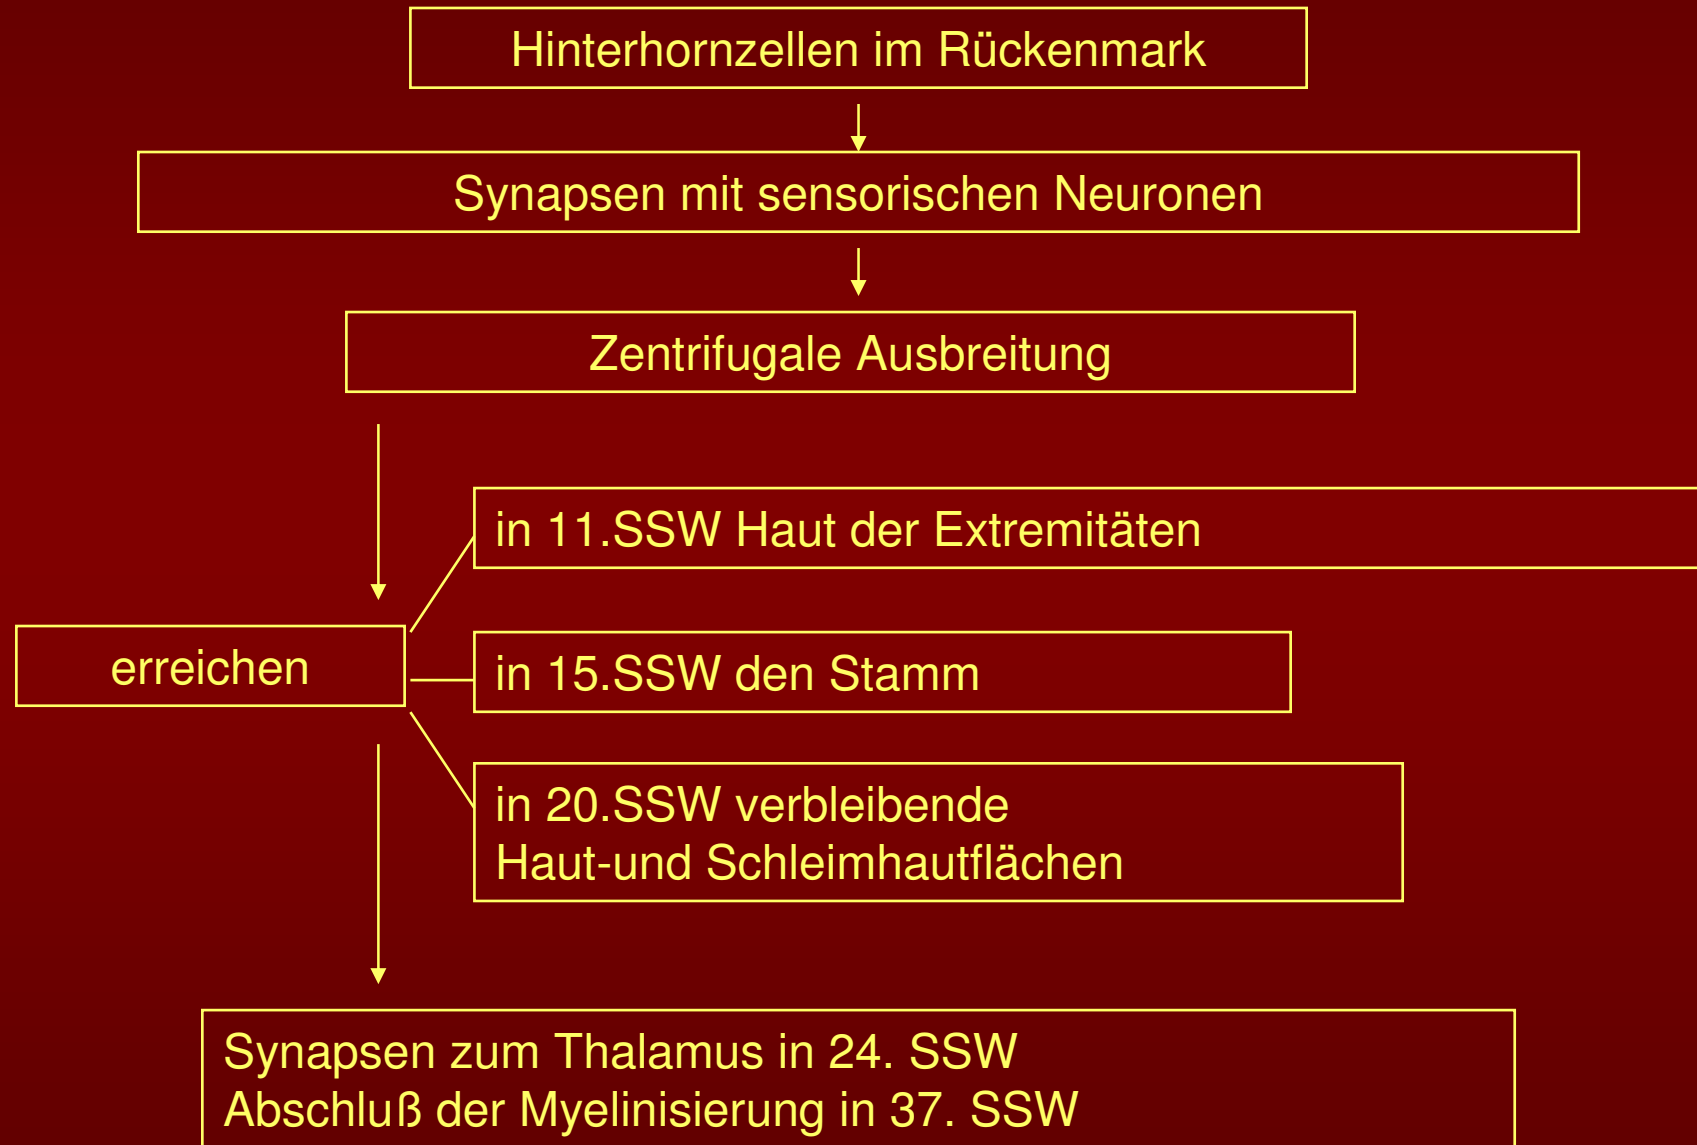 Hinterhornzellen im Rückenmark
Synapsen mit sensorischen Neuronen
Zentrifugale Ausbreitung
in 11.SSW Haut der Extremitäten
erreichen
in 15.SSW den Stamm
in 20.SSW verbleibende
Haut-und Schleimhautflächen
Synapsen zum Thalamus in 24. SSW
Abschluß der Myelinisierung in 37. SSW